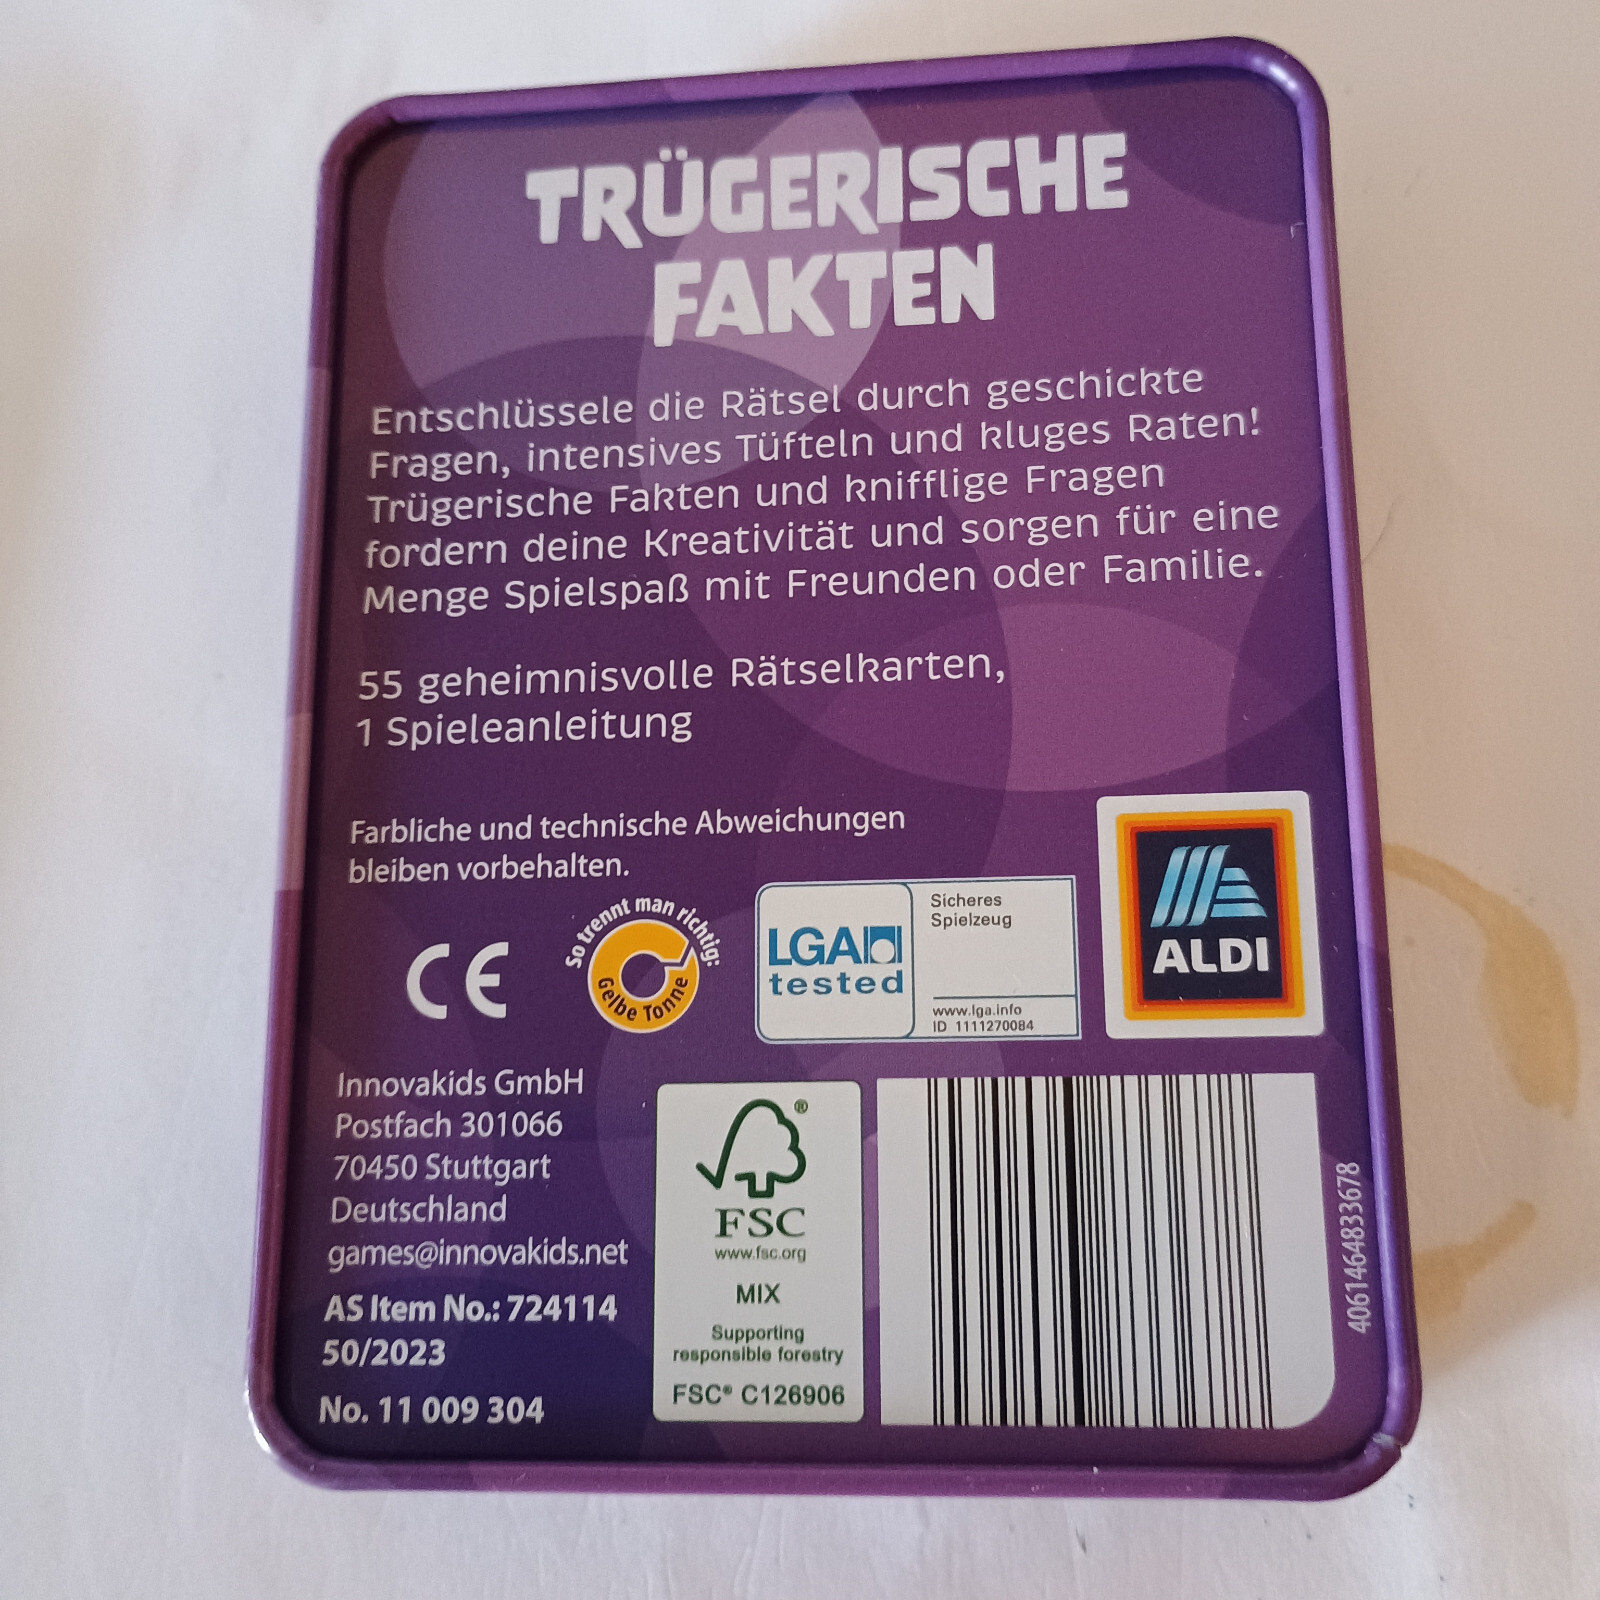 TRÜGERISCHE
FAKTEN
Entschlüssele die Rätsel durch geschickte
Fragen, intensives Tüfteln und kluges Raten!
Trügerische Fakten und knifflige Fragen
fordern deine Kreativität und sorgen für eine
Menge Spielspaß mit Freunden oder Familie.
55 geheimnisvolle Rätselkarten,
1 Spieleanleitung
Farbliche und technische Abweichungen
bleiben vorbehalten.
CE
So trennt man richtig:
Gelbe Tonne
LGA
tested
Sicheres
Spielzeug
www.lga.info
ID 1111270084
ALDI
Innovakids GmbH
Postfach 301066
70450 Stuttgart
Deutschland
games@innovakids.net
AS Item No.: 724114
50/2023
No. 11 009 304
®
FSC
www.fsc.org
MIX
Supporting
responsible forestry
FSC® C126906
4061464833678